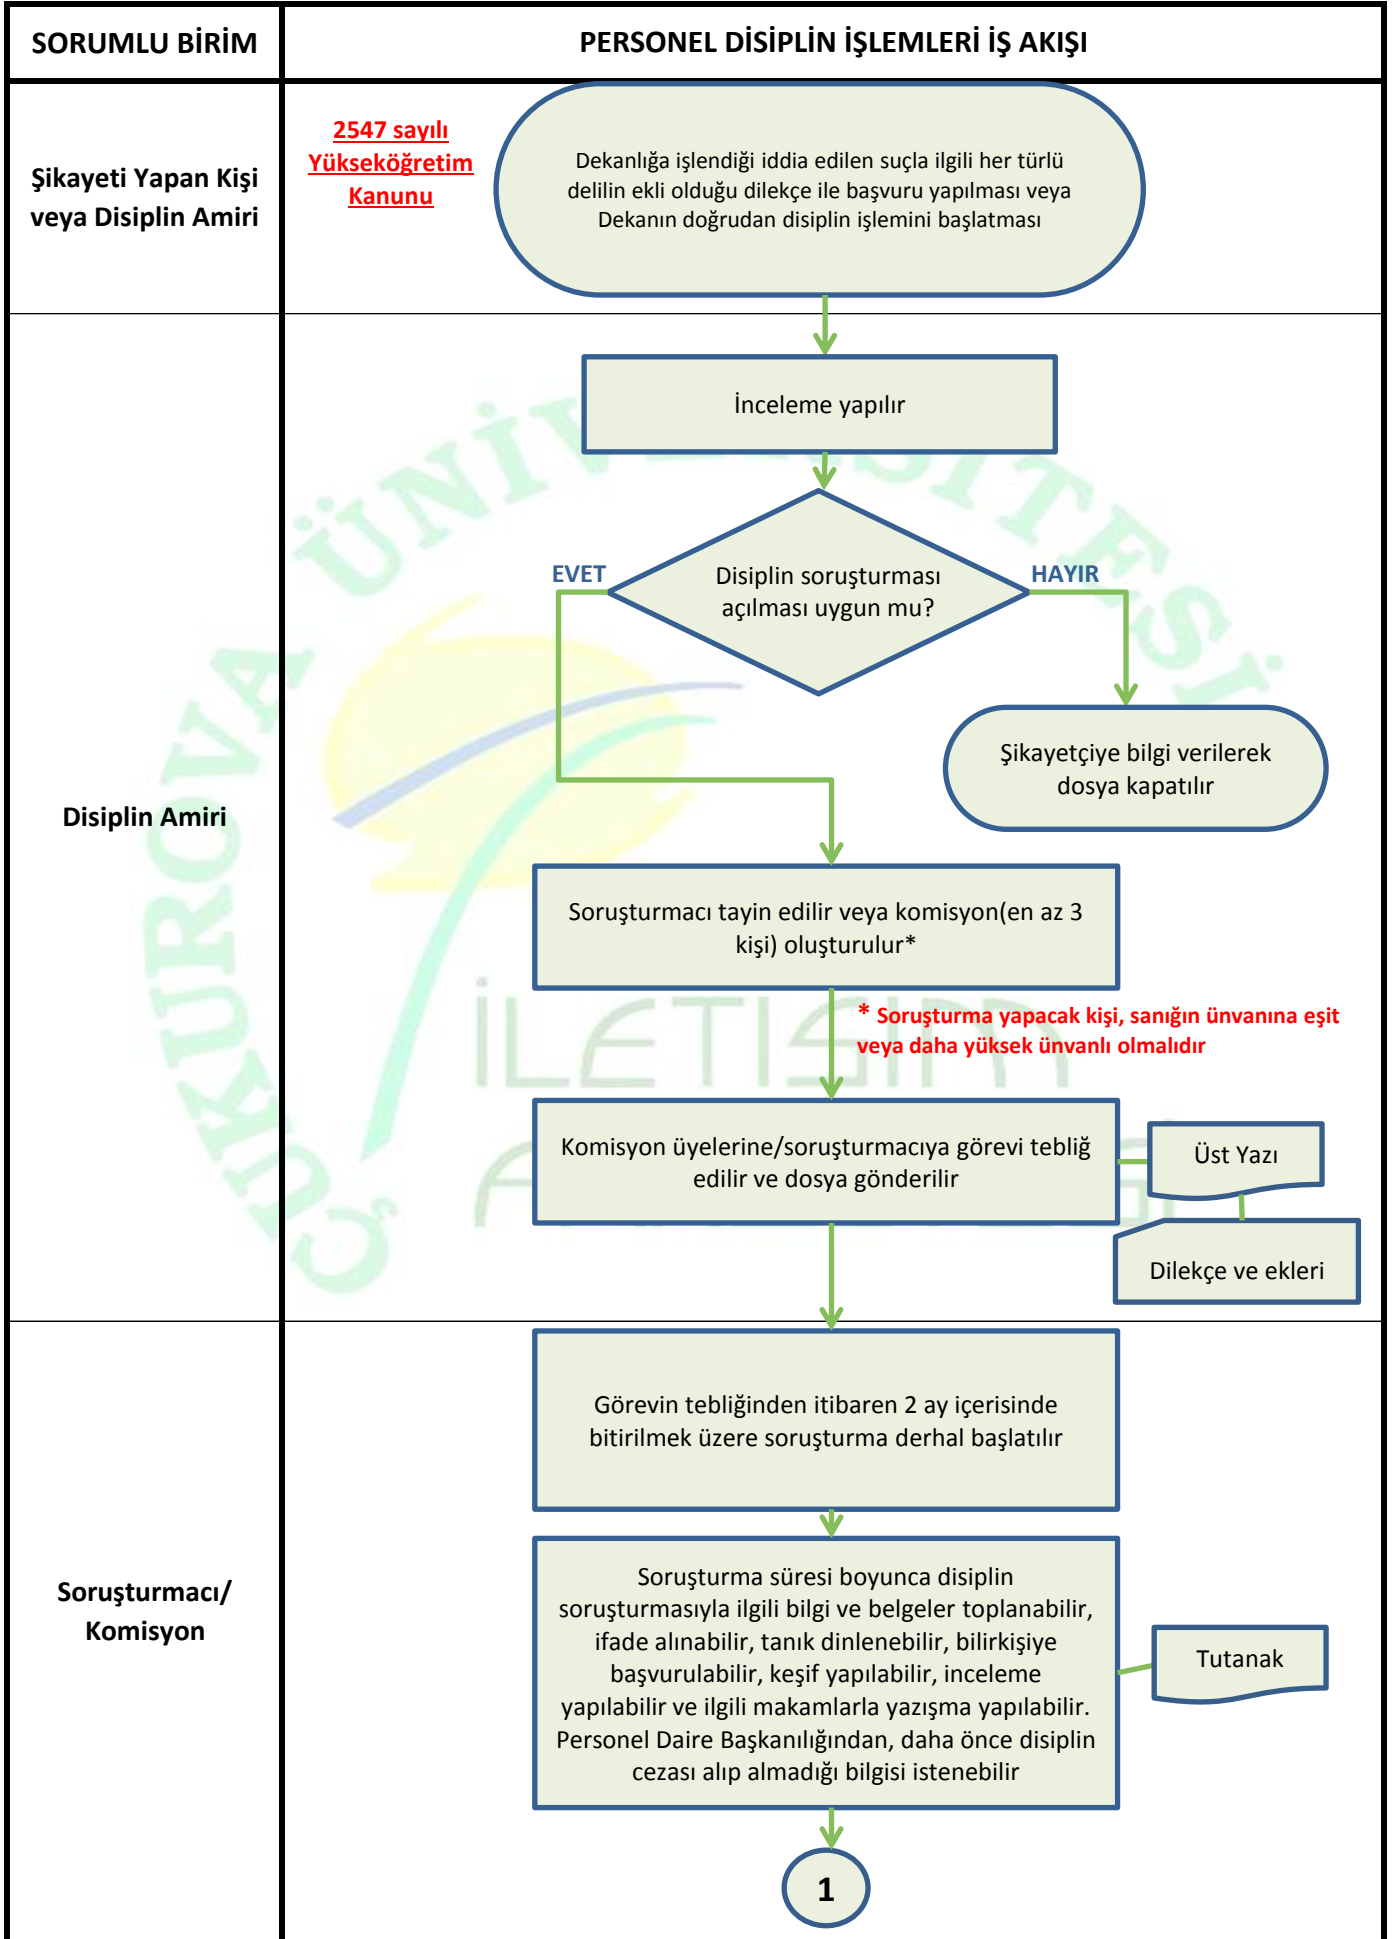 SORUMLU BİRİM
PERSONEL DİSİPLİN İŞLEMLERİ İŞ AKIŞI
Şikayeti Yapan Kişi
veya Disiplin Amiri
2547 sayılı
Yükseköğretim
Kanunu
Dekanlığa işlendiği iddia edilen suçla ilgili her türlü
delilin ekli olduğu dilekçe ile başvuru yapılması veya
Dekanın doğrudan disiplin işlemini başlatması
Disiplin Amiri
İnceleme yapılır
Disiplin soruşturması
açılması uygun mu?
EVET
HAYIR
Şikayetçiye bilgi verilerek
dosya kapatılır
Soruşturmacı tayin edilir veya komisyon(en az 3
kişi) oluşturulur*
* Soruşturma yapacak kişi, sanığın ünvanına eşit
veya daha yüksek ünvanlı olmalıdır
Komisyon üyelerine/soruşturmacıya görevi tebliğ
edilir ve dosya gönderilir
Üst Yazı
Dilekçe ve ekleri
Soruşturmacı/
Komisyon
Görevin tebliğinden itibaren 2 ay içerisinde
bitirilmek üzere soruşturma derhal başlatılır
Soruşturma süresi boyunca disiplin
soruşturmasıyla ilgili bilgi ve belgeler toplanabilir,
ifade alınabilir, tanık dinlenebilir, bilirkişiye
başvurulabilir, keşif yapılabilir, inceleme
yapılabilir ve ilgili makamlarla yazışma yapılabilir.
Personel Daire Başkanılığından, daha önce disiplin
cezası alıp almadığı bilgisi istenebilir
Tutanak
1
ÇUKUROVA ÜNİVERSİTESİ
İLETİŞİM